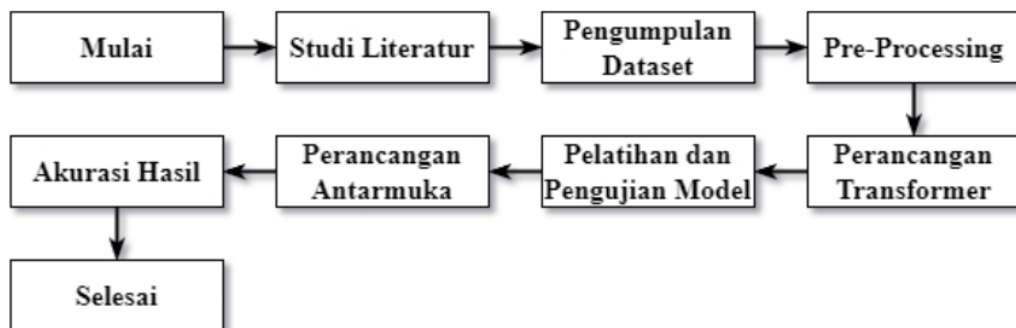 Mulai
Studi Literatur
Pengumpulan
Dataset
Pre-Processing
Perancangan
Transformer
Pelatihan dan
Pengujian Model
Perancangan
Antarmuka
Akurasi Hasil
Selesai